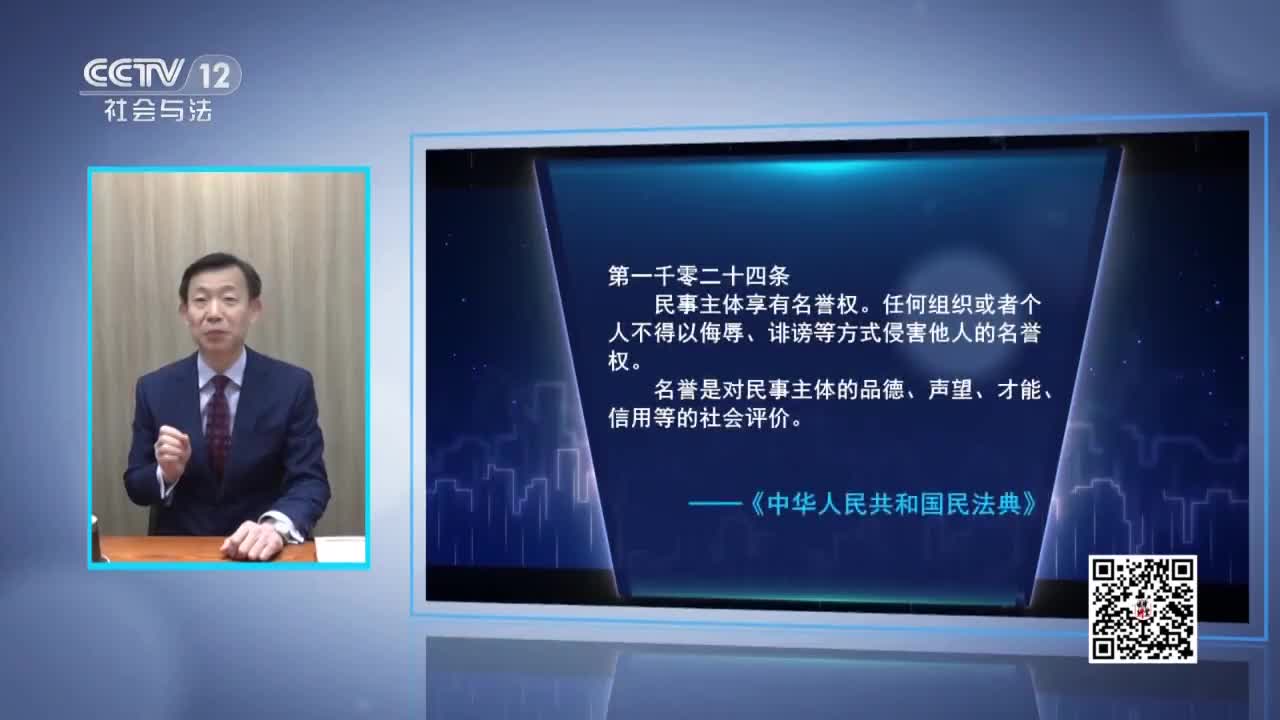 CCTV 12
社会与法
第一千零二十四条
民事主体享有名誉权。任何组织或者个
人不得以侮辱、诽谤等方式侵害他人的名誉
权。
名誉是对民事主体的品德、声望、才能、
信用等的社会评价。
——《中华人民共和国民法典》